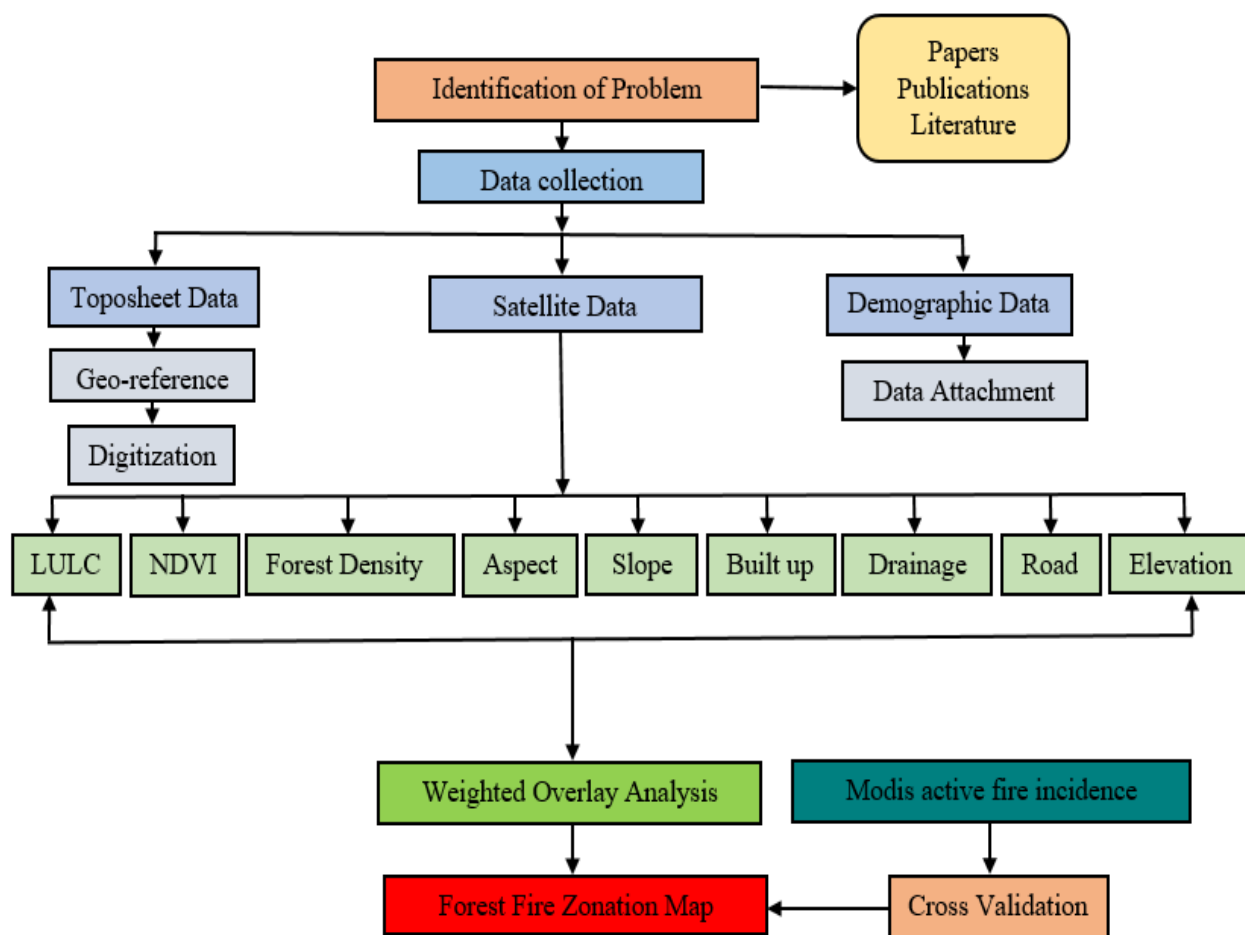 Papers
Publications
Literature
Identification of Problem
Data collection
Toposheet Data
Satellite Data
Demographic Data
Geo-reference
Data Attachment
Digitization
LULC
NDVI
Forest Density
Aspect
Slope
Built up
Drainage
Road
Elevation
Weighted Overlay Analysis
Modis active fire incidence
Forest Fire Zonation Map
Cross Validation